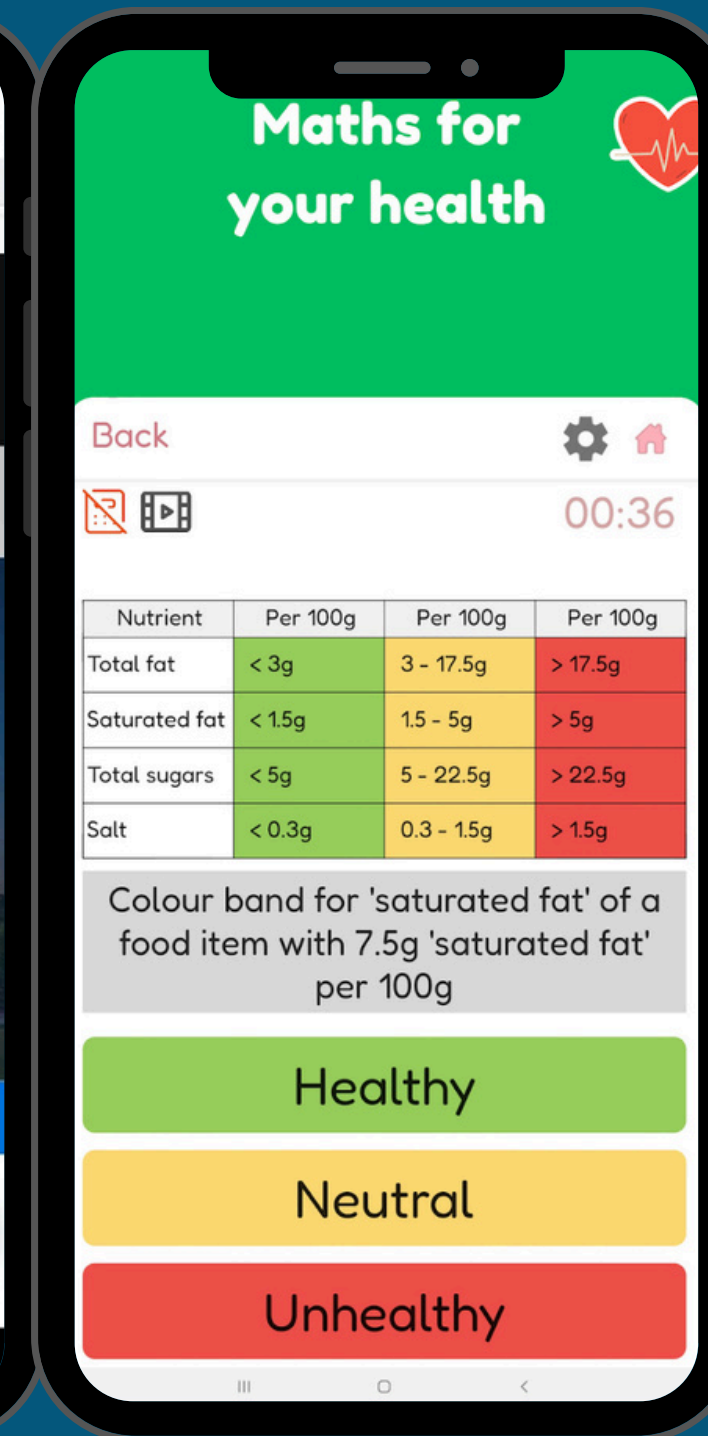 Maths for
your health
Back
00:36
Nutrient Per 100g Per 100g Per 100g
Total fat < 3g 3 - 17.5g > 17.5g
Saturated fat < 1.5g 1.5 - 5g > 5g
Total sugars < 5g 5 - 22.5g > 22.5g
Salt < 0.3g 0.3 - 1.5g > 1.5g
Colour band for 'saturated fat' of a
food item with 7.5g 'saturated fat'
per 100g
Healthy
Neutral
Unhealthy